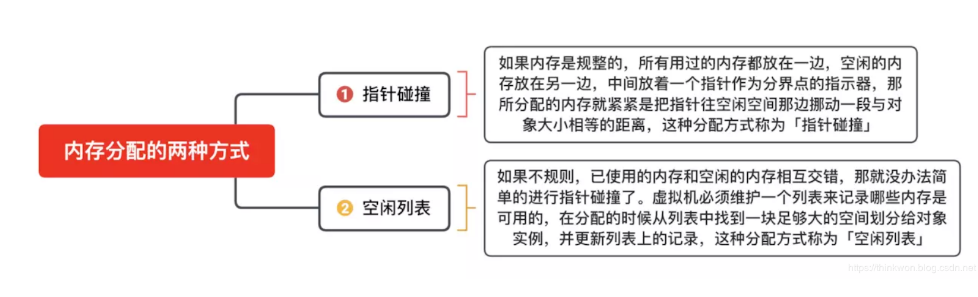 内存分配的两种方式
1 指针碰撞
如果内存是规整的，所有用过的内存都放在一边，空闲的内
存放在另一边，中间放着一个指针作为分界点的指示器，那
所分配的内存就紧紧是把指针往空闲空间那边挪动一段与对
象大小相等的距离，这种分配方式称为「指针碰撞」
2 空闲列表
如果不规则，已使用的内存和空闲的内存相互交错，那就没办法简
单的进行指针碰撞了。虚拟机必须维护一个列表来记录哪些内存是
可用的，在分配的时候从列表中找到一块足够大的空间划分给对象
实例，并更新列表上的记录，这种分配方式称为「空闲列表」
https://thinkwon.blog.csdn.net